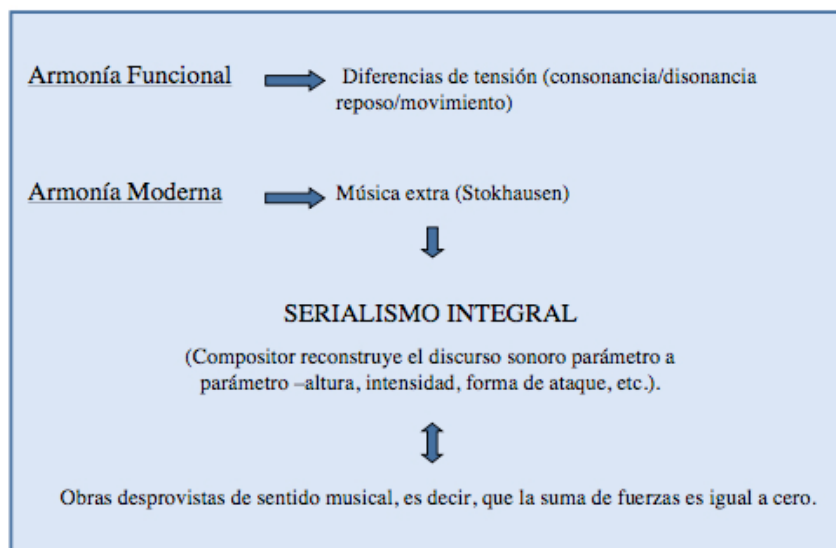 Armonía Funcional
Diferencias de tensión (consonancia/disonancia
reposo/movimiento)
Armonía Moderna
Música extra (Stokhausen)
SERIALISMO INTEGRAL
(Compositor reconstruye el discurso sonoro parámetro a
parámetro –altura, intensidad, forma de ataque, etc.).
Obras desprovistas de sentido musical, es decir, que la suma de fuerzas es igual a cero.